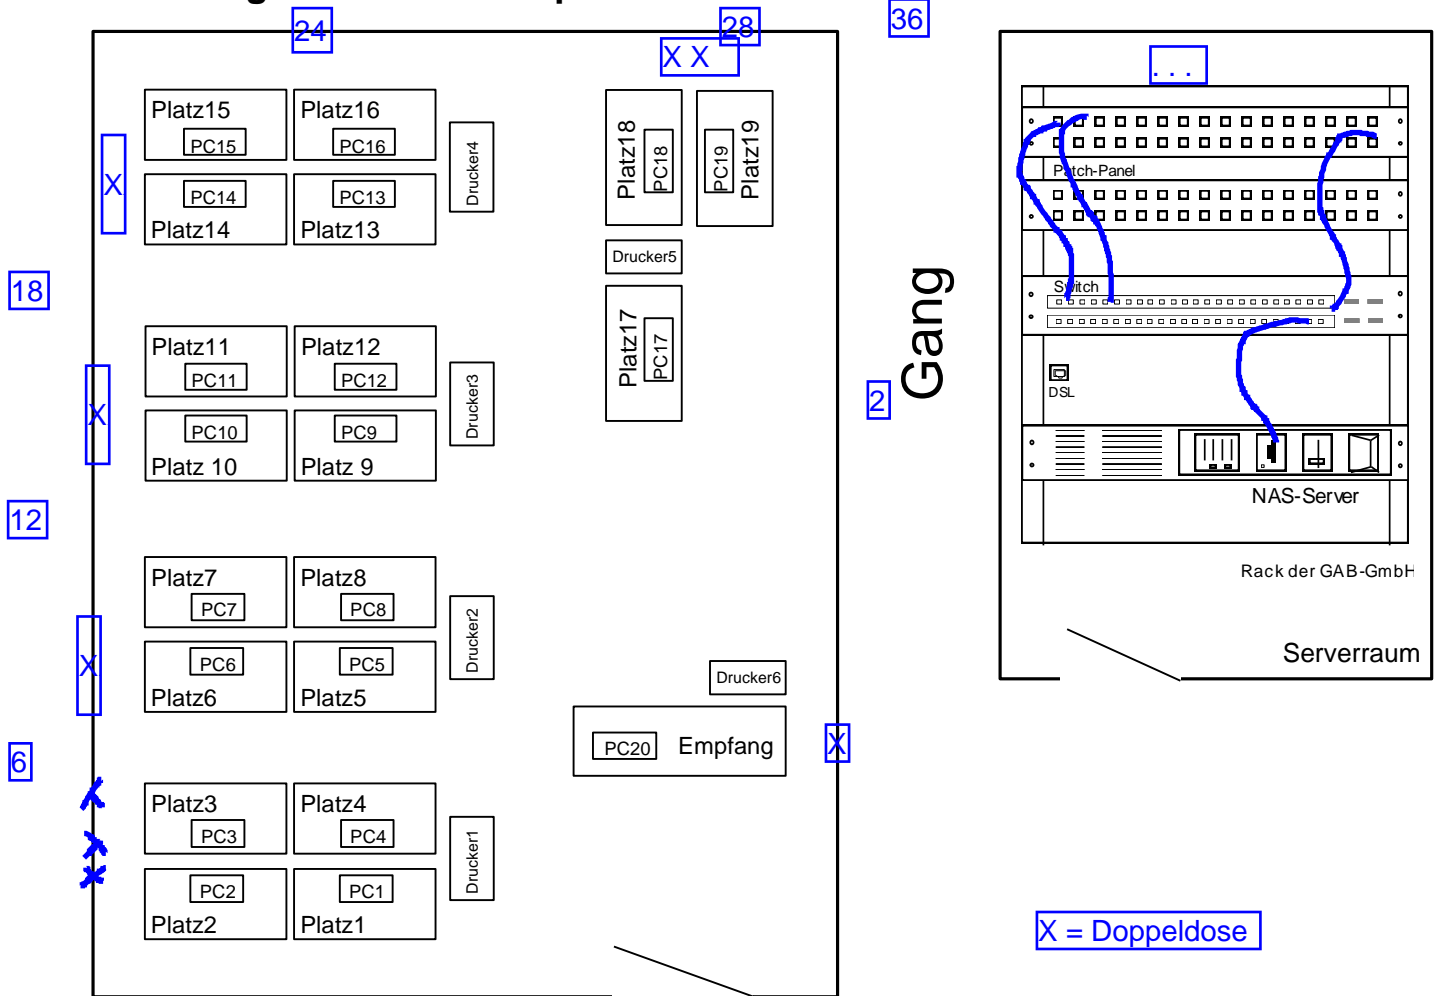 24
28
36
X X
. . .
Platz15
PC15
Platz16
PC16
Drucker4
Platz18
PC18
PC19
Platz19
X
PC14
Platz14
PC13
Platz13
Patch-Panel
Drucker5
18
Gang
Switch
Platz11
PC11
Platz12
PC12
Drucker3
Platz17
PC17
2
DSL
X
PC10
Platz 10
PC9
Platz 9
NAS-Server
12
Platz7
PC7
Platz8
PC8
Drucker2
Rack der GAB-GmbH
X
PC6
Platz6
PC5
Platz5
Drucker6
Serverraum
6
PC20
Empfang
X
Platz3
PC3
Platz4
PC4
Drucker1
PC2
Platz2
PC1
Platz1
X = Doppeldose